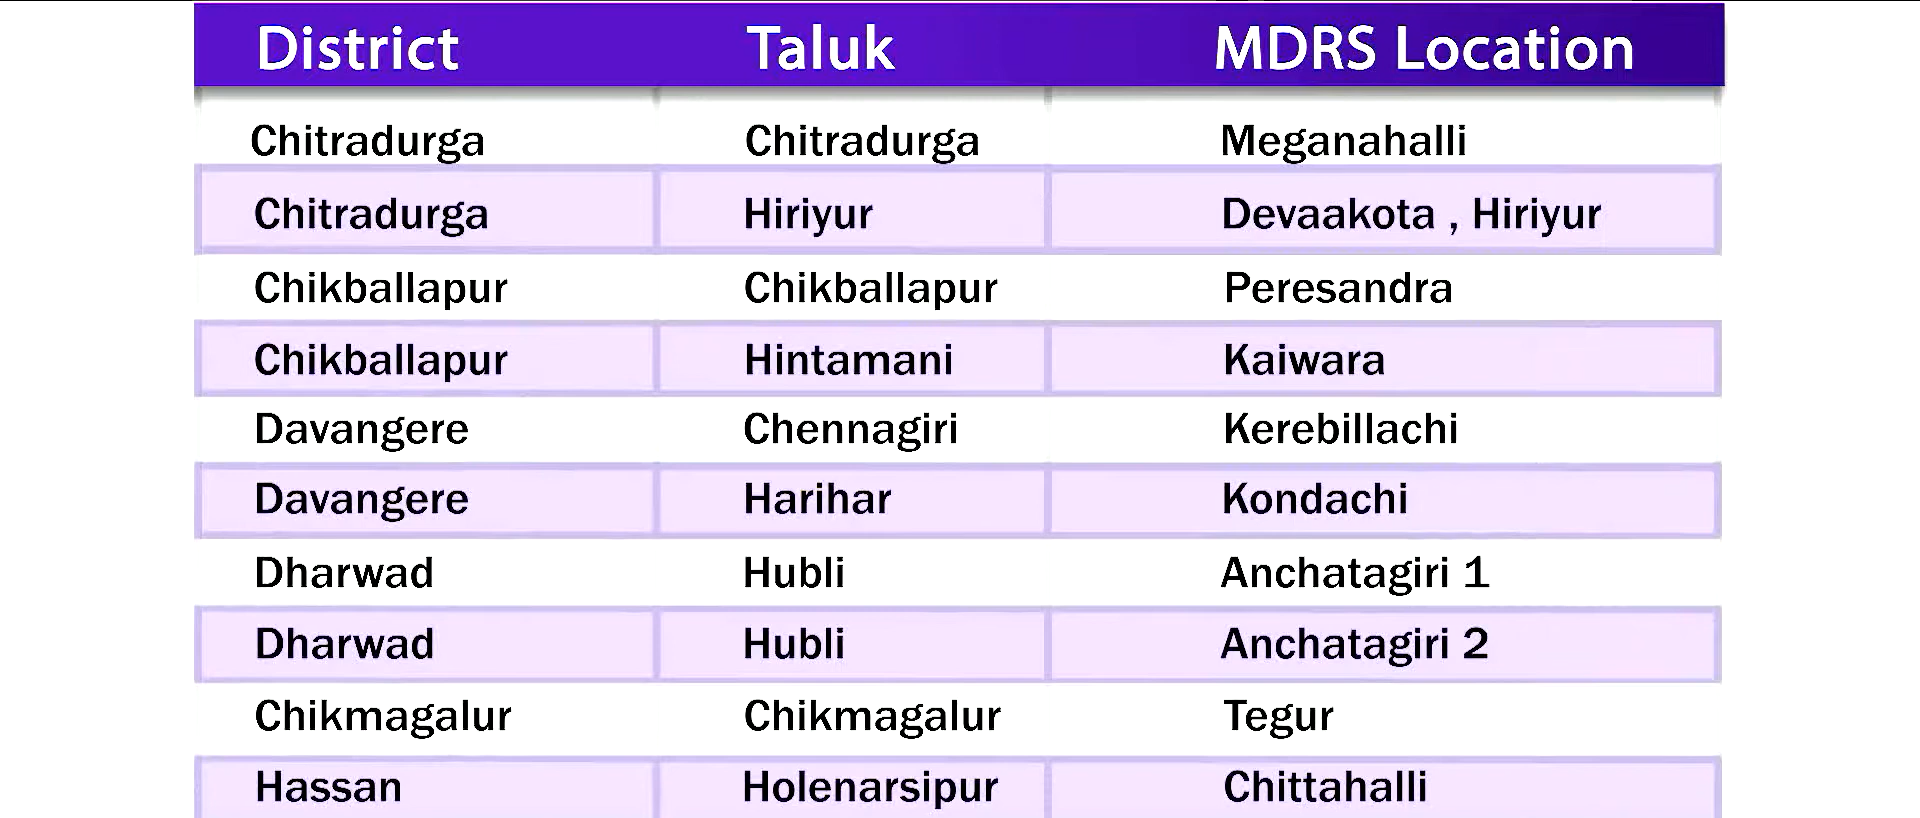 District Taluk MDRS Location
Chitradurga Chitradurga Meganahalli
Chitradurga Hiriyur Devaakota , Hiriyur
Chikballapur Chikballapur Peresandra
Chikballapur Hintamani Kaiwara
Davangere Chennagiri Kerebillachi
Davangere Harihar Kondachi
Dharwad Hubli Anchatagiri 1
Dharwad Hubli Anchatagiri 2
Chikmagalur Chikmagalur Tegur
Hassan Holenarsipur Chittahalli